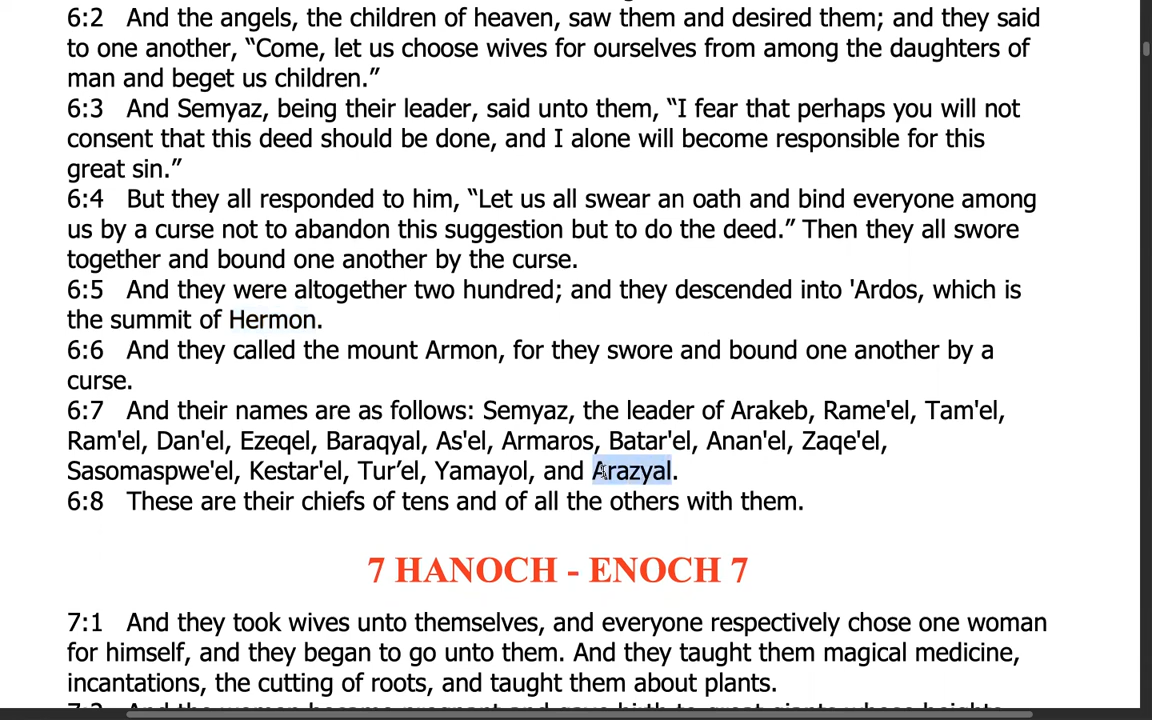 6:2 And the angels, the children of heaven, saw them and desired them; and they said
to one another, “Come, let us choose wives for ourselves from among the daughters of
man and beget us children.”
6:3 And Semyaz, being their leader, said unto them, “I fear that perhaps you will not
consent that this deed should be done, and I alone will become responsible for this
great sin.”
6:4 But they all responded to him, “Let us all swear an oath and bind everyone among
us by a curse not to abandon this suggestion but to do the deed.” Then they all swore
together and bound one another by the curse.
6:5 And they were altogether two hundred; and they descended into 'Ardos, which is
the summit of Hermon.
6:6 And they called the mount Armon, for they swore and bound one another by a
curse.
6:7 And their names are as follows: Semyaz, the leader of Arakeb, Rame'el, Tam'el,
Ram'el, Dan'el, Ezeqel, Baraqyal, As'el, Armaros, Batar'el, Anan'el, Zaqe'el,
Sasomaspwe'el, Kestar'el, Tur’el, Yamayol, and Arazyal.
6:8 These are their chiefs of tens and of all the others with them.
7 HANOCH - ENOCH 7
7:1 And they took wives unto themselves, and everyone respectively chose one woman
for himself, and they began to go unto them. And they taught them magical medicine,
incantations, the cutting of roots, and taught them about plants.